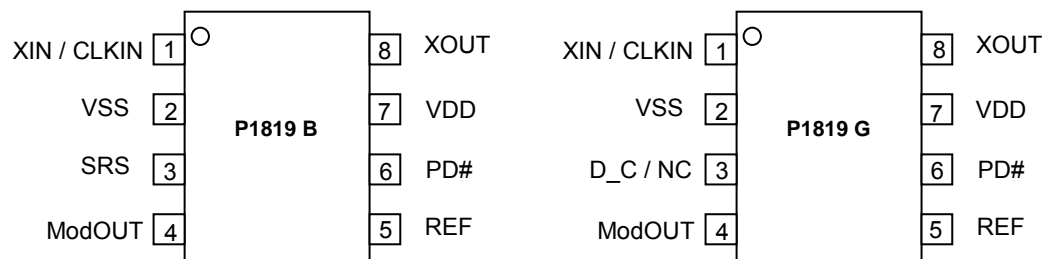 XIN / CLKIN 1 8 XOUT
VSS 2 7 VDD
P1819 B
SRS 3 6 PD#
ModOUT 4 5 REF
XIN / CLKIN 1 8 XOUT
VSS 2 7 VDD
P1819 G
D_C / NC 3 6 PD#
ModOUT 4 5 REF